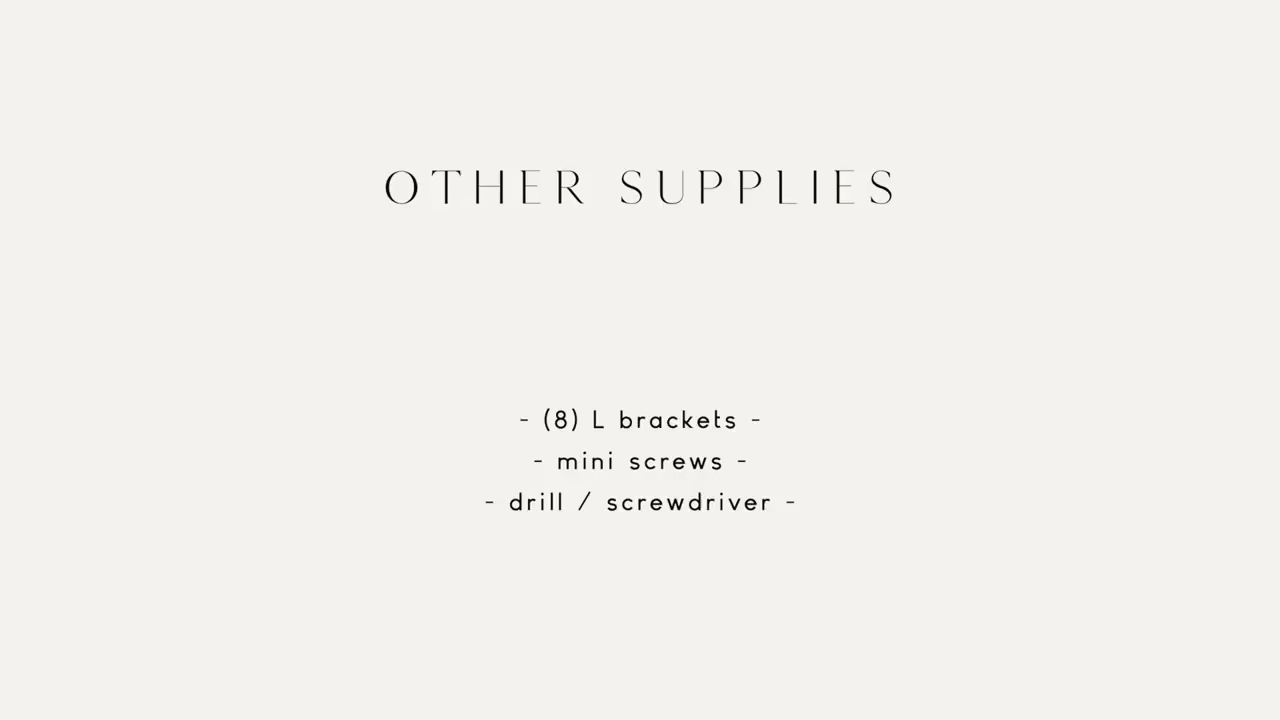 OTHER SUPPLIES
- (8) L brackets -
- mini screws -
- drill / screwdriver -